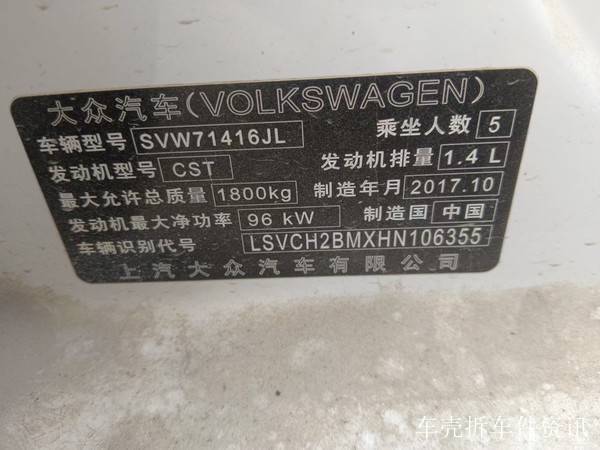 大众汽车(VOLKSWAGEN)
车辆型号 SVW71416JL 乘坐人数 5
发动机型号 CST 发动机排量 1.4 L
最大允许总质量 1800kg 制造年月 2017.10
发动机最大净功率 96 kW 制造国 中国
车辆识别代号 LSVCH2BMXHN106355
上汽大众汽车有限公司
车壳拆车件资讯